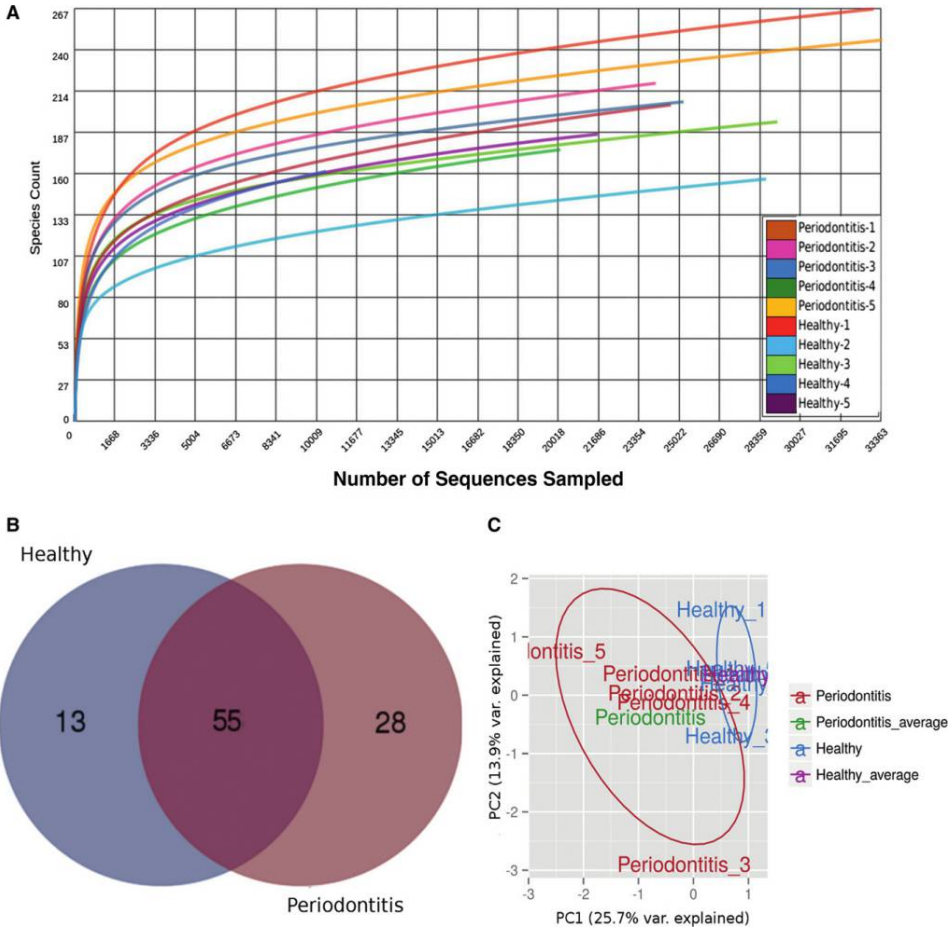 A
267
240
214
187
160
133
107
80
53
27
0
Species Count
0 1668 3336 5004 6673 8341 10009 11677 13345 15013 16682 18350 20018 21686 23354 25022 26690 28359 30027 31695 33363
Number of Sequences Sampled
Periodontitis-1
Periodontitis-2
Periodontitis-3
Periodontitis-4
Periodontitis-5
Healthy-1
Healthy-2
Healthy-3
Healthy-4
Healthy-5
B
Healthy
13 55 28
Periodontitis
C
2
1
0
-1
-2
-3
PC2 (13.9% var. explained)
Healthy_1
lontitis_5
Periodontitis
Healthy
Periodontitis_2
Periodontitis_4
Periodontitis
Healthy_3
Periodontitis_3
-3 -2 -1 0 1
PC1 (25.7% var. explained)
a Periodontitis
a Periodontitis_average
a Healthy
a Healthy_average